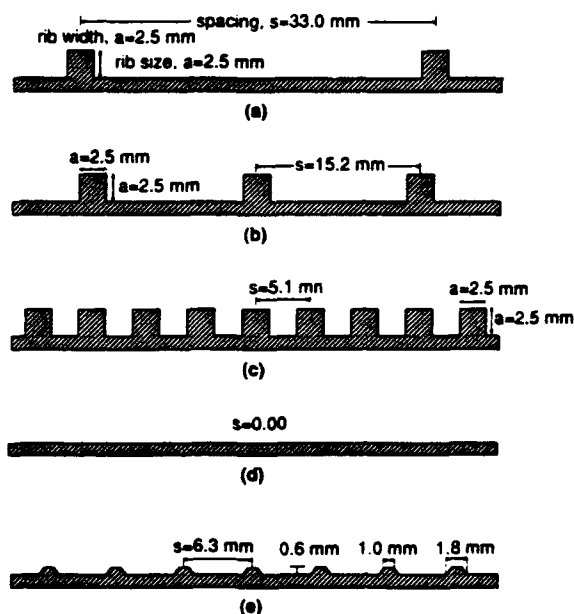 spacing, s=33.0 mm
rib width, a=2.5 mm
rib size, a=2.5 mm
(a)
a=2.5 mm
s=15.2 mm
a=2.5 mm
(b)
s=5.1 mn
a=2.5 mm
a=2.5 mm
(c)
s=0.00
(d)
s=6.3 mm
0.6 mm
1.0 mm
1.8 mm
(e)